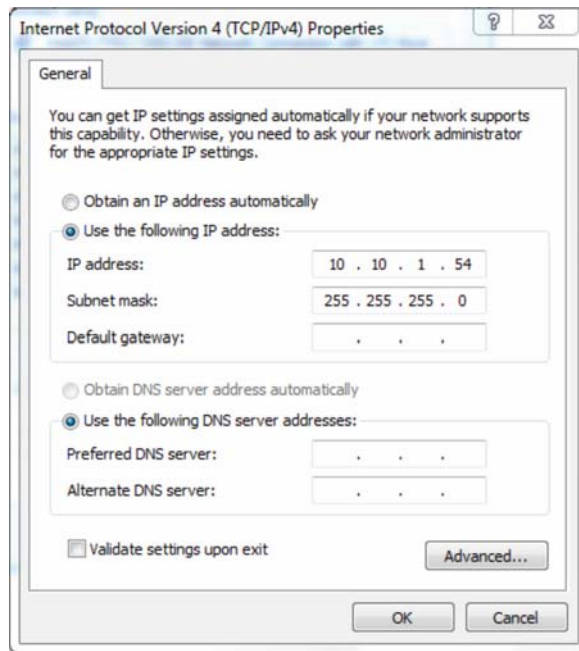 Internet Protocol Version 4 (TCP/IPv4) Properties
General
You can get IP settings assigned automatically if your network supports
this capability. Otherwise, you need to ask your network administrator
for the appropriate IP settings.
Obtain an IP address automatically
Use the following IP address:
IP address: 10 . 10 . 1 . 54
Subnet mask: 255 . 255 . 255 . 0
Default gateway: . . .
Obtain DNS server address automatically
Use the following DNS server addresses:
Preferred DNS server: . . .
Alternate DNS server: . . .
Validate settings upon exit
Advanced...
OK Cancel